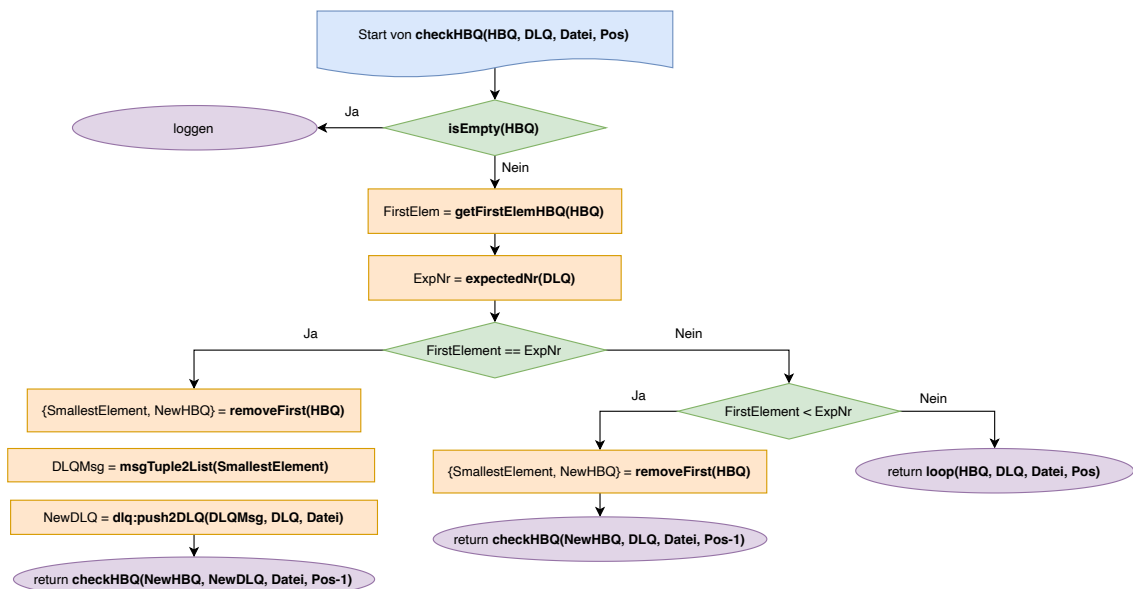 Start von checkHBQ(HBQ, DLQ, Datei, Pos)
Ja
loggen
isEmpty(HBQ)
Nein
FirstElem = getFirstElemHBQ(HBQ)
ExpNr = expectedNr(DLQ)
Ja
Nein
FirstElement == ExpNr
{SmallestElement, NewHBQ} = removeFirst(HBQ)
Ja
FirstElement < ExpNr
Nein
DLQMsg = msgTuple2List(SmallestElement)
{SmallestElement, NewHBQ} = removeFirst(HBQ)
return loop(HBQ, DLQ, Datei, Pos)
NewDLQ = dlq:push2DLQ(DLQMsg, DLQ, Datei)
return checkHBQ(NewHBQ, DLQ, Datei, Pos-1)
return checkHBQ(NewHBQ, NewDLQ, Datei, Pos-1)